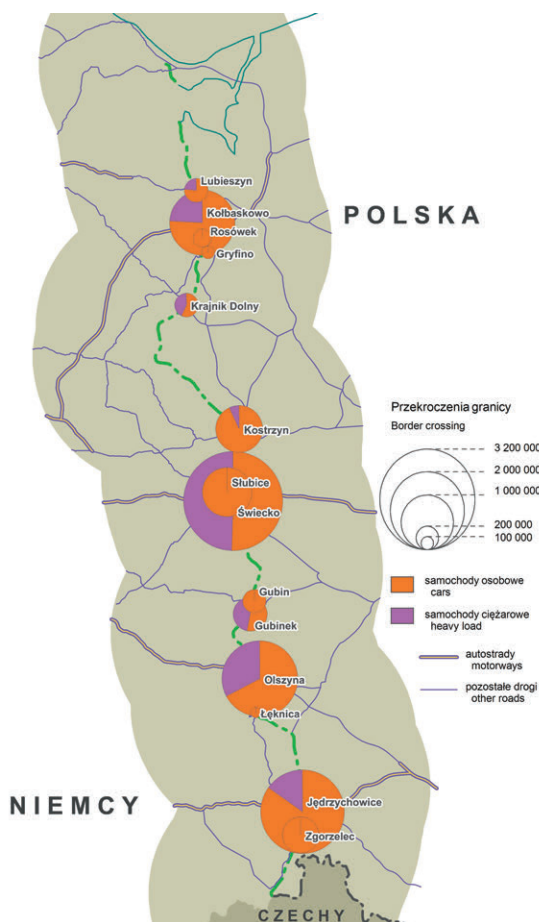 Lubieszyn
Kołbaskowo
POLSKA
Rosówek
Gryfino
Krajnik Dolny
Kostrzyn
Słubice
Świecko
Gubin
Gubinek
Olszyna
Łęknica
Jędrzychowice
Zgorzelec
NIEMCY
CZECHY
Przekroczenia granicy
Border crossing
3 200 000
2 000 000
1 000 000
200 000
100 000
samochody osobowe
cars
samochody ciężarowe
heavy load
autostrady
motorways
pozostałe drogi
other roads